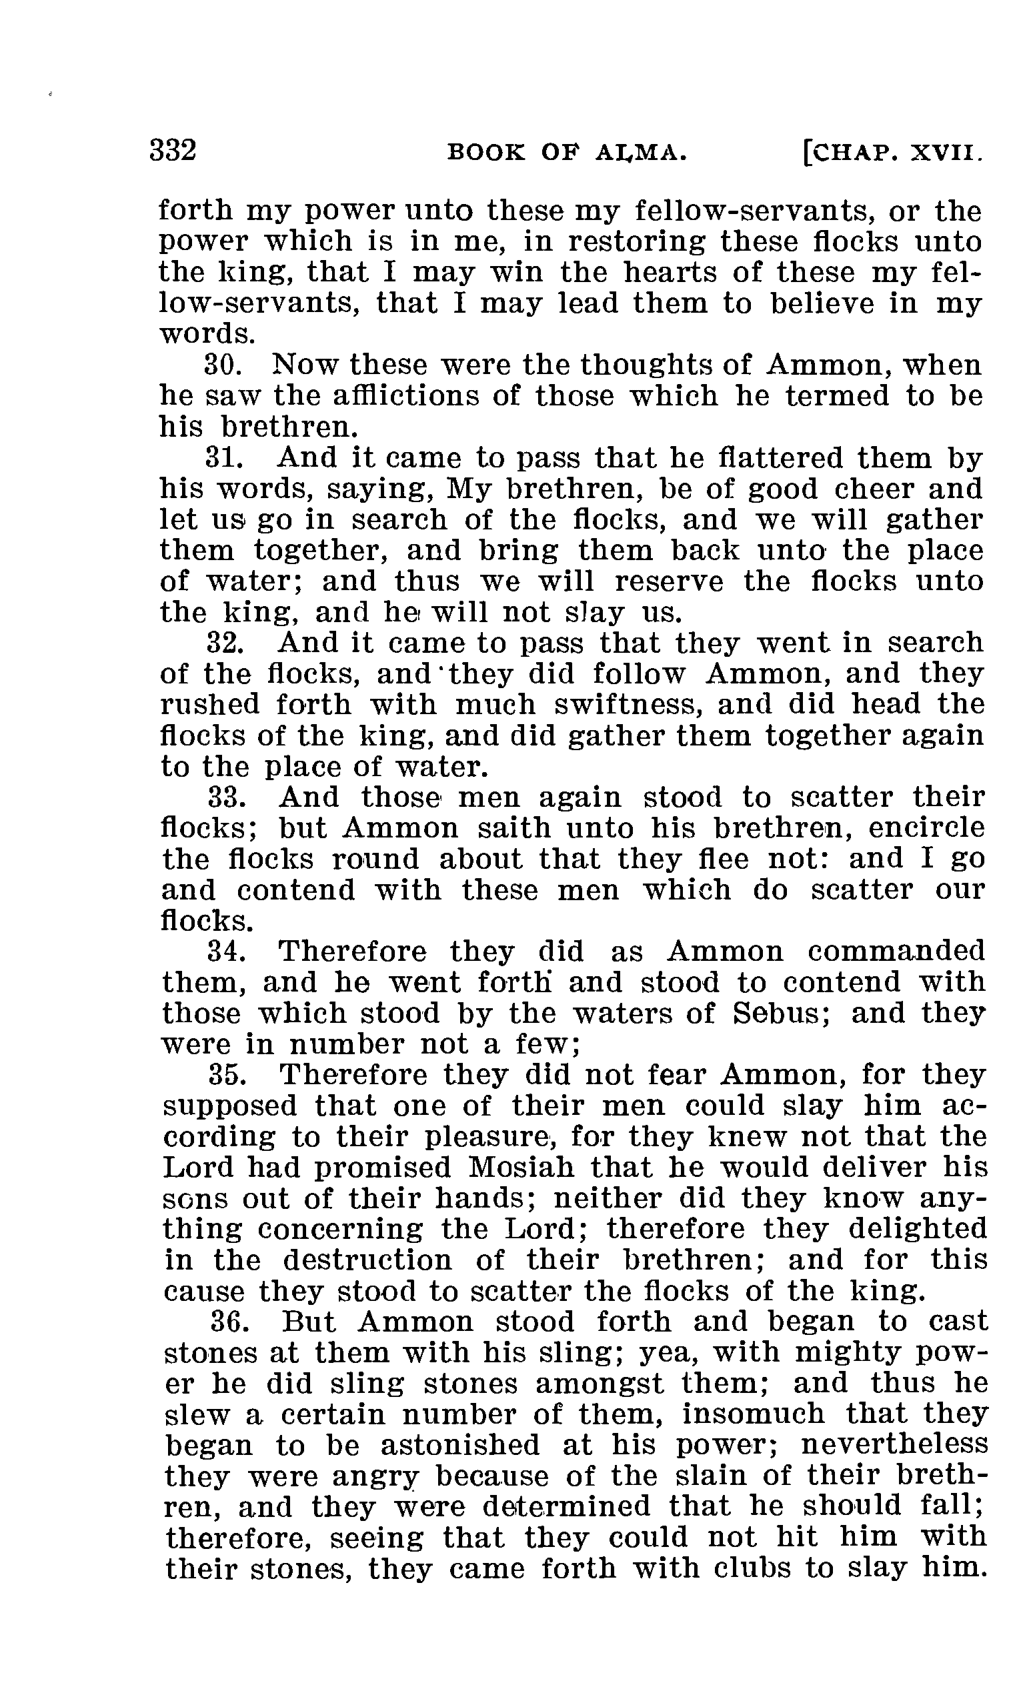 332 BOOK OF ALMA. [CHAP. XVII.
forth my power unto these my fellow-servants, or the
power which is in me, in restoring these flocks unto
the king, that I may win the hearts of these my fel-
low-servants, that I may lead them to believe in my
words.
30. Now these were the thoughts of Ammon, when
he saw the afflictions of those which he termed to be
his brethren.
31. And it came to pass that he flattered them by
his words, saying, My brethren, be of good cheer and
let us go in search of the flocks, and we will gather
them together, and bring them back unto the place
of water; and thus we will reserve the flocks unto
the king, and he will not slay us.
32. And it came to pass that they went in search
of the flocks, and they did follow Ammon, and they
rushed forth with much swiftness, and did head the
flocks of the king, and did gather them together again
to the place of water.
33. And those men again stood to scatter their
flocks; but Ammon saith unto his brethren, encircle
the flocks round about that they flee not: and I go
and contend with these men which do scatter our
flocks.
34. Therefore they did as Ammon commanded
them, and he went forth and stood to contend with
those which stood by the waters of Sebus; and they
were in number not a few;
35. Therefore they did not fear Ammon, for they
supposed that one of their men could slay him ac-
cording to their pleasure, for they knew not that the
Lord had promised Mosiah that he would deliver his
sons out of their hands; neither did they know any-
thing concerning the Lord; therefore they delighted
in the destruction of their brethren; and for this
cause they stood to scatter the flocks of the king.
36. But Ammon stood forth and began to cast
stones at them with his sling; yea, with mighty pow-
er he did sling stones amongst them; and thus he
slew a certain number of them, insomuch that they
began to be astonished at his power; nevertheless
they were angry because of the slain of their breth-
ren, and they were determined that he should fall;
therefore, seeing that they could not hit him with
their stones, they came forth with clubs to slay him.